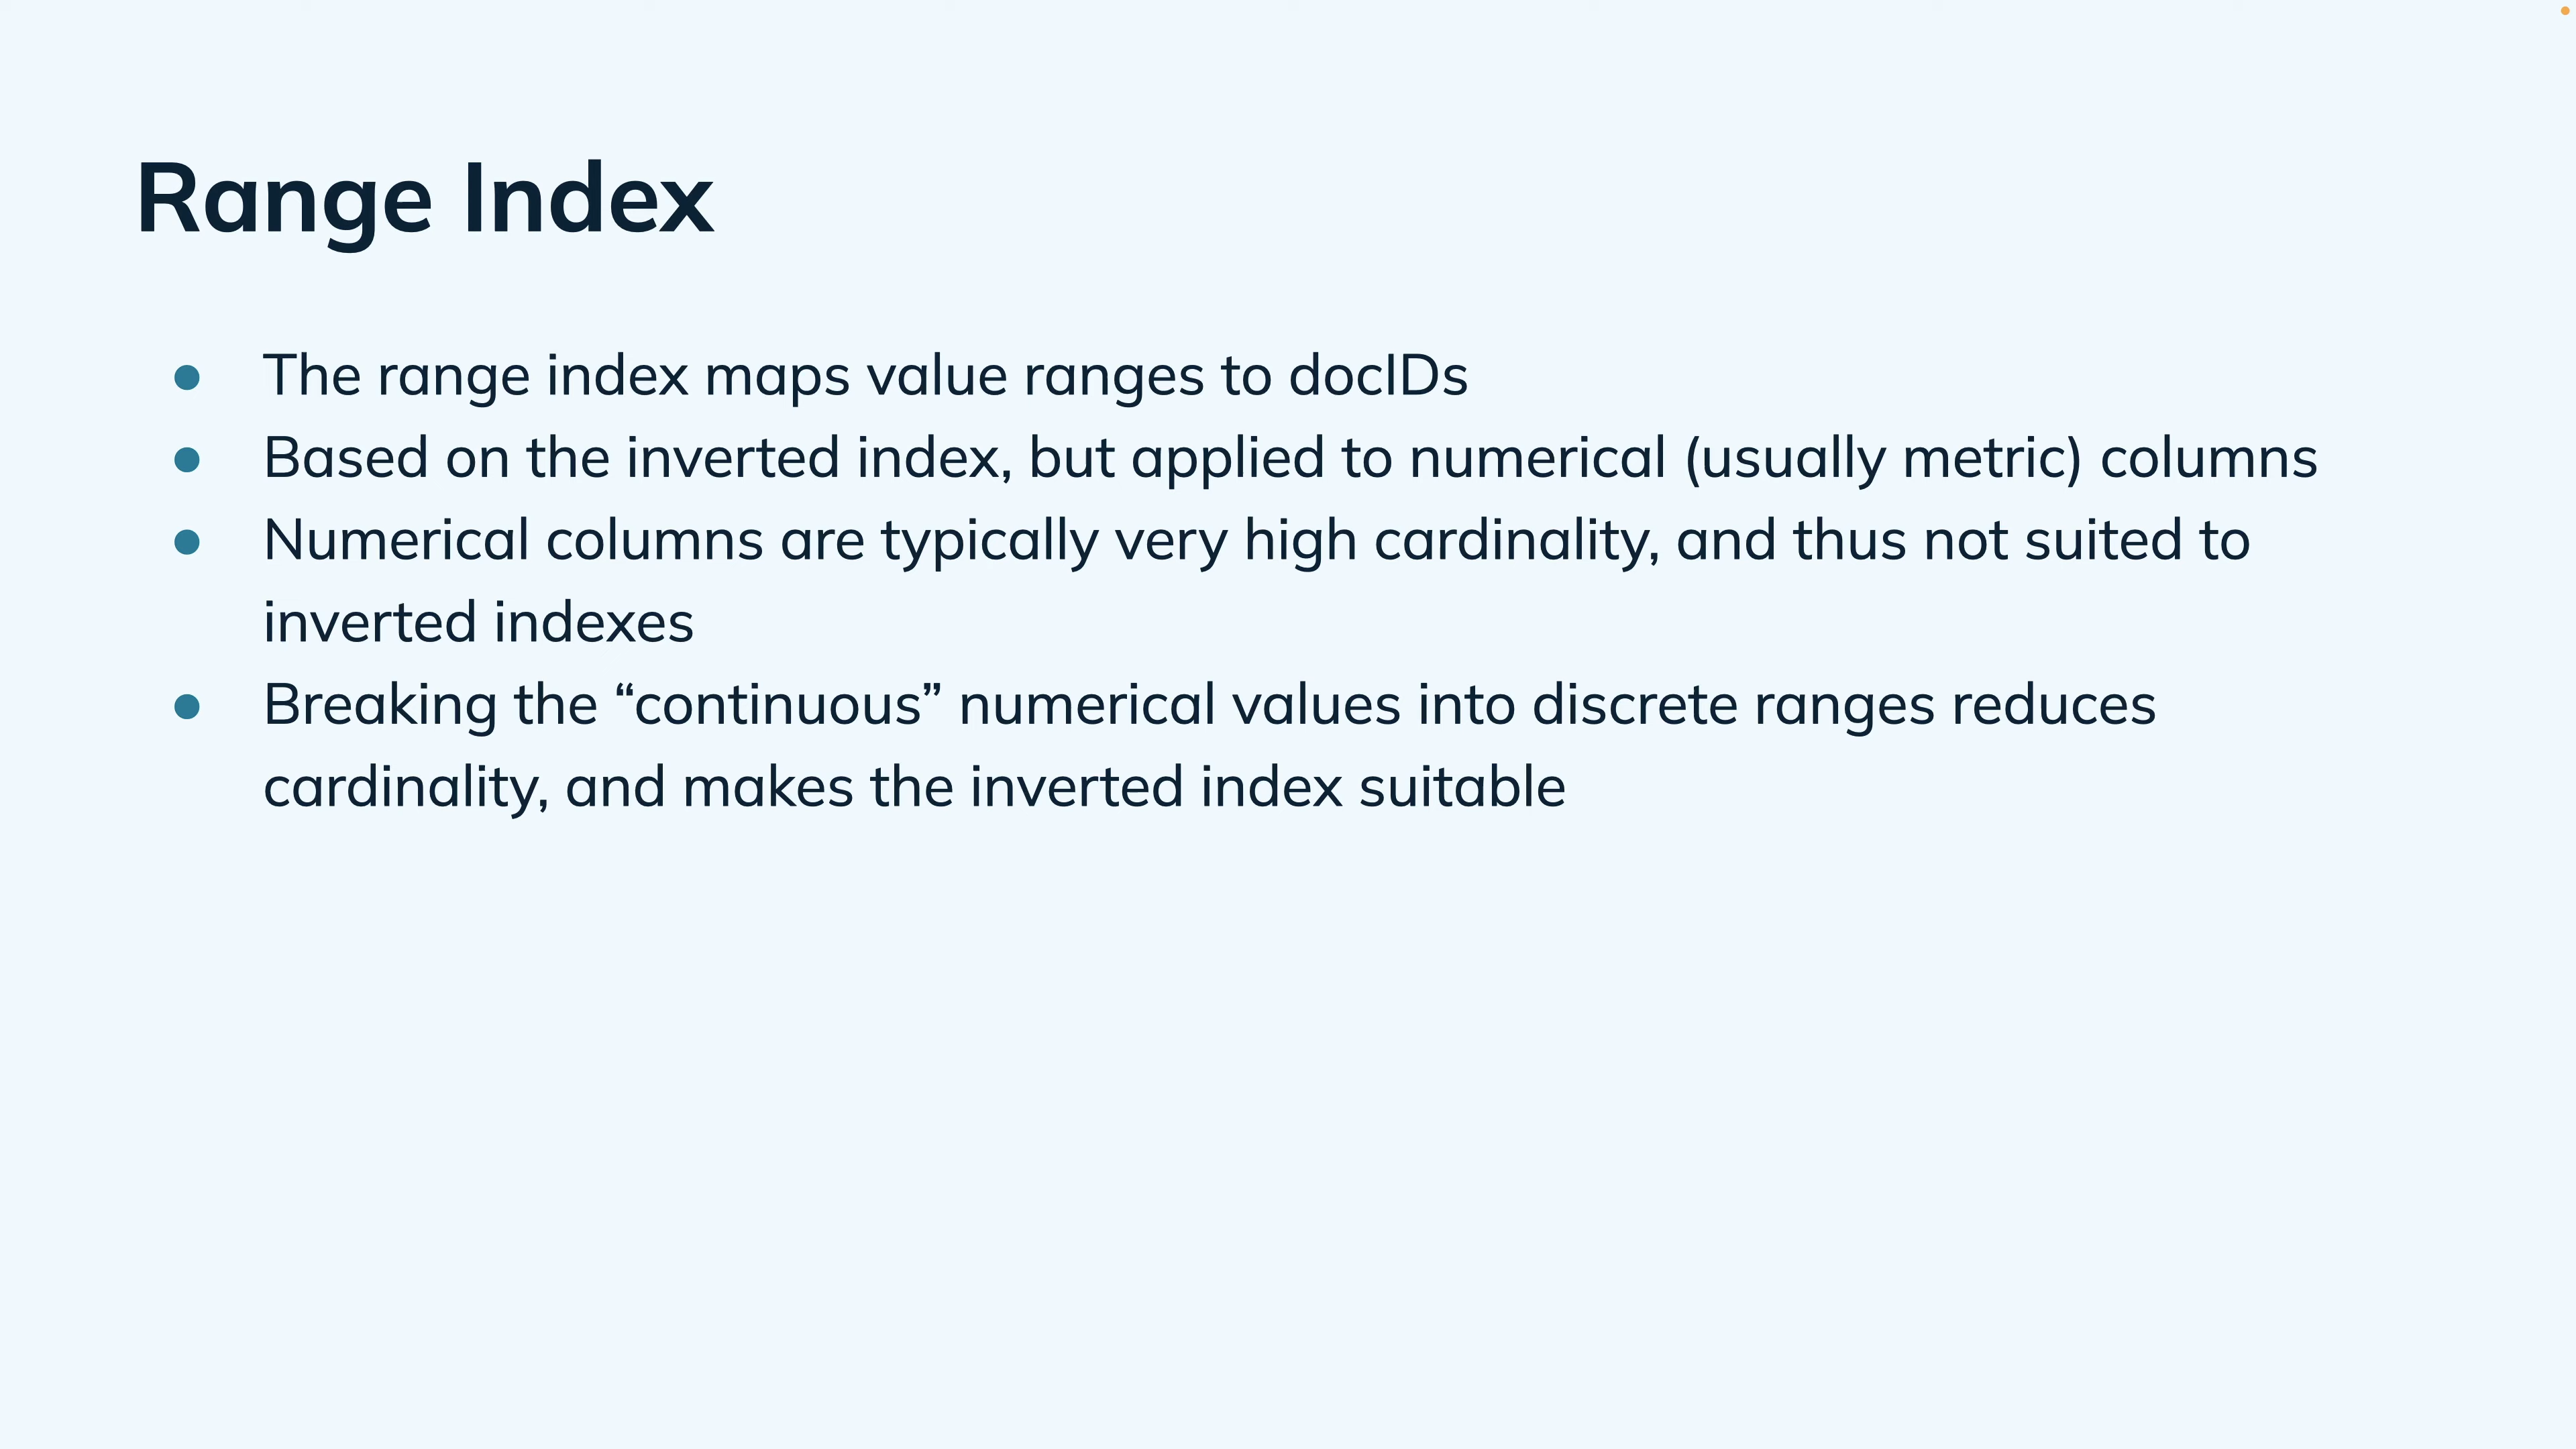 Range Index
● The range index maps value ranges to docIDs
● Based on the inverted index, but applied to numerical (usually metric) columns
● Numerical columns are typically very high cardinality, and thus not suited to
inverted indexes
● Breaking the “continuous” numerical values into discrete ranges reduces
cardinality, and makes the inverted index suitable